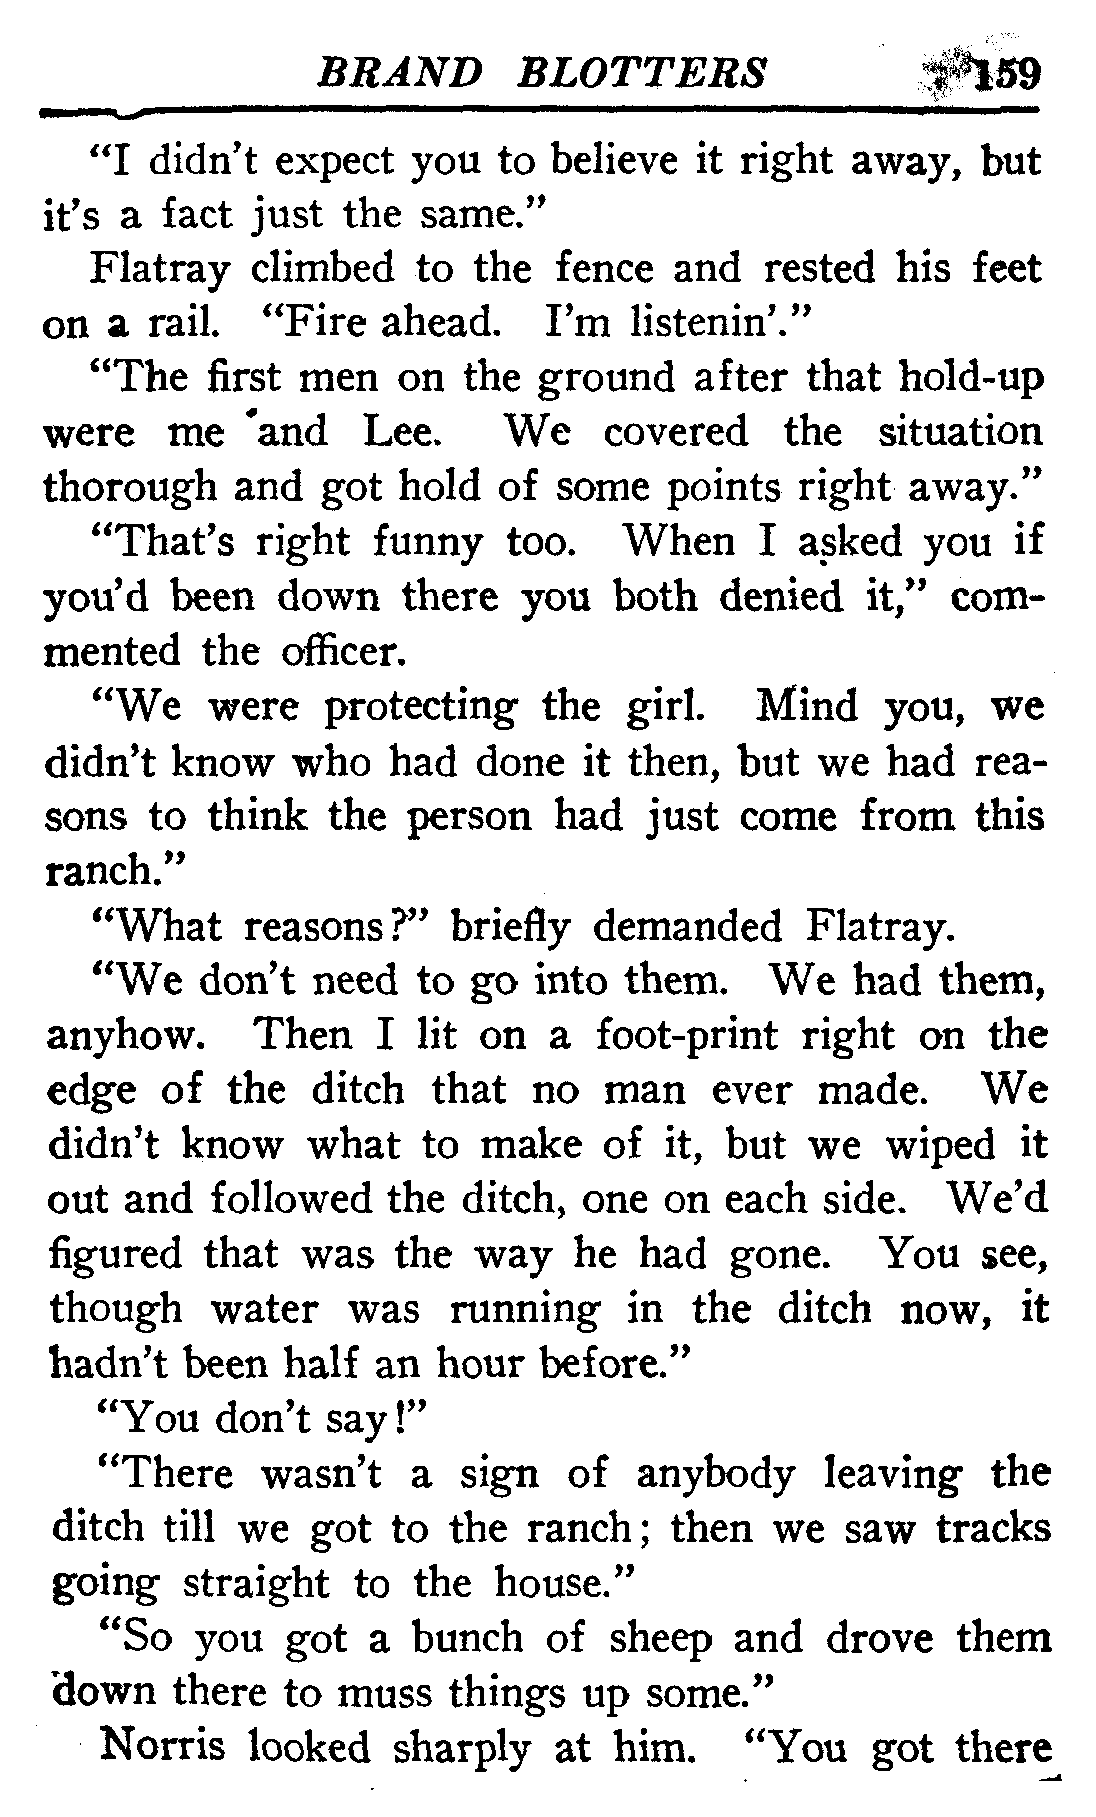 BRAND BLOTTERS 159
"I didn't expect you to believe it right away, but
it's a fact just the same."
Flatray climbed to the fence and rested his feet
on a rail. "Fire ahead. I'm listenin'."
"The first men on the ground after that hold-up
were me and Lee. We covered the situation
thorough and got hold of some points right away."
"That's right funny too. When I asked you if
you'd been down there you both denied it," com-
mented the officer.
"We were protecting the girl. Mind you, we
didn't know who had done it then, but we had rea-
sons to think the person had just come from this
ranch."
"What reasons?" briefly demanded Flatray.
"We don't need to go into them. We had them,
anyhow. Then I lit on a foot-print right on the
edge of the ditch that no man ever made. We
didn't know what to make of it, but we wiped it
out and followed the ditch, one on each side. We'd
figured that was the way he had gone. You see,
though water was running in the ditch now, it
hadn't been half an hour before."
"You don't say!"
"There wasn't a sign of anybody leaving the
ditch till we got to the ranch; then we saw tracks
going straight to the house."
"So you got a bunch of sheep and drove them
down there to muss things up some."
Norris looked sharply at him. "You got there